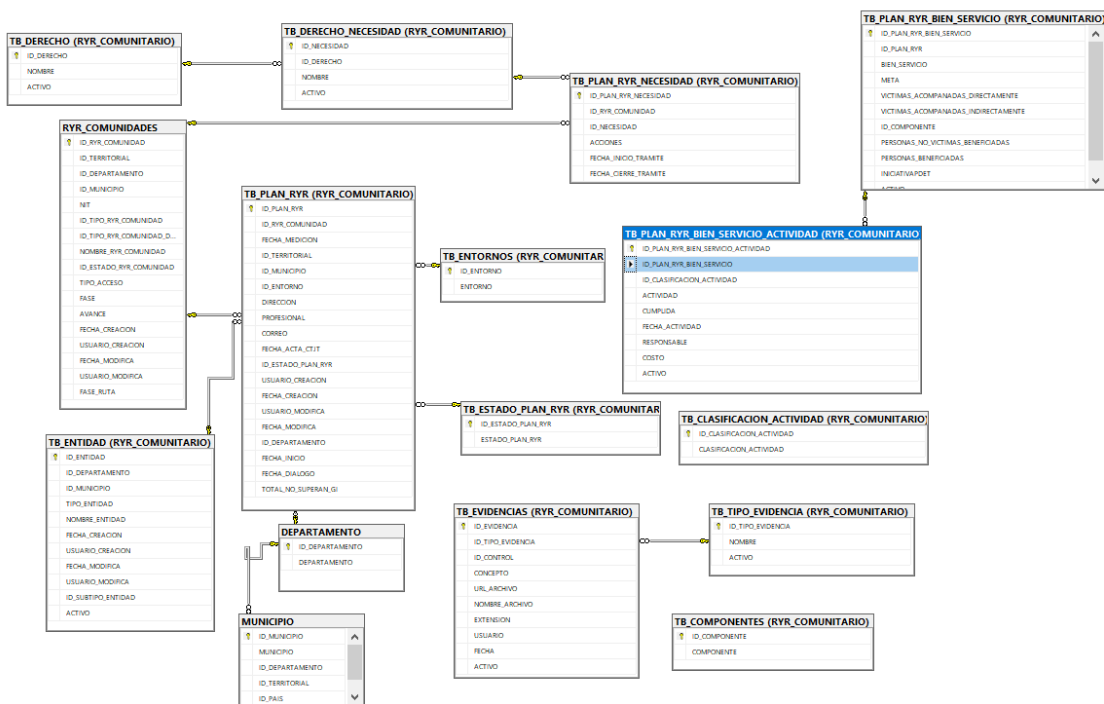 TB_DERECHO (RYR_COMUNITARIO)
ID_DERECHO
NOMBRE
ACTIVO
TB_DERECHO_NECESIDAD (RYR_COMUNITARIO)
ID_NECESIDAD
ID_DERECHO
NOMBRE
ACTIVO
TB_PLAN_RYR_NECESIDAD (RYR_COMUNITARIO)
ID_PLAN_RYR_NECESIDAD
ID_RYR_COMUNIDAD
ID_NECESIDAD
ACCIONES
FECHA_INICIO_TRAMITE
FECHA_CIERRE_TRAMITE
TB_PLAN_RYR_BIEN_SERVICIO (RYR_COMUNITARIO)
ID_PLAN_RYR_BIEN_SERVICIO
ID_PLAN_RYR
BIEN_SERVICIO
META
VICTIMAS_ACOMPANADAS_DIRECTAMENTE
VICTIMAS_ACOMPANADAS_INDIRECTAMENTE
ID_COMPONENTE
PERSONAS_NO_VICTIMAS_BENEFICIADAS
PERSONAS_BENEFICIADAS
INICIATIVAPDET
ACTIVO
RYR_COMUNIDADES
ID_RYR_COMUNIDAD
ID_TERRITORIAL
ID_DEPARTAMENTO
ID_MUNICIPIO
NIT
ID_TIPO_RYR_COMUNIDAD
ID_TIPO_RYR_COMUNIDAD_D...
NOMBRE_RYR_COMUNIDAD
ID_ESTADO_RYR_COMUNIDAD
TIPO_ACCESO
FASE
AVANCE
FECHA_CREACION
USUARIO_CREACION
FECHA_MODIFICA
USUARIO_MODIFICA
FASE_RUTA
TB_PLAN_RYR (RYR_COMUNITARIO)
ID_PLAN_RYR
ID_RYR_COMUNIDAD
FECHA_MEDICION
ID_TERRITORIAL
ID_MUNICIPIO
ID_ENTORNO
DIRECCION
PROFESIONAL
CORREO
FECHA_ACTA_CTJT
ID_ESTADO_PLAN_RYR
USUARIO_CREACION
FECHA_CREACION
USUARIO_MODIFICA
FECHA_MODIFICA
ID_DEPARTAMENTO
FECHA_INICIO
FECHA_DIALOGO
TOTAL_NO_SUPERAN_GI
TB_ENTORNOS (RYR_COMUNITAR
ID_ENTORNO
ENTORNO
TB_PLAN_RYR_BIEN_SERVICIO_ACTIVIDAD (RYR_COMUNITARIO)
ID_PLAN_RYR_BIEN_SERVICIO_ACTIVIDAD
ID_PLAN_RYR_BIEN_SERVICIO
ID_CLASIFICACION_ACTIVIDAD
ACTIVIDAD
CUMPLIDA
FECHA_ACTIVIDAD
RESPONSABLE
COSTO
ACTIVO
TB_ESTADO_PLAN_RYR (RYR_COMUNITAR
ID_ESTADO_PLAN_RYR
ESTADO_PLAN_RYR
TB_CLASIFICACION_ACTIVIDAD (RYR_COMUNITARIO)
ID_CLASIFICACION_ACTIVIDAD
CLASIFICACION_ACTIVIDAD
TB_ENTIDAD (RYR_COMUNITARIO)
ID_ENTIDAD
ID_DEPARTAMENTO
ID_MUNICIPIO
TIPO_ENTIDAD
NOMBRE_ENTIDAD
FECHA_CREACION
USUARIO_CREACION
FECHA_MODIFICA
USUARIO_MODIFICA
ID_SUBTIPO_ENTIDAD
ACTIVO
DEPARTAMENTO
ID_DEPARTAMENTO
DEPARTAMENTO
MUNICIPIO
ID_MUNICIPIO
MUNICIPIO
ID_DEPARTAMENTO
ID_TERRITORIAL
ID_PAIS
TB_EVIDENCIAS (RYR_COMUNITARIO)
ID_EVIDENCIA
ID_TIPO_EVIDENCIA
ID_CONTROL
CONCEPTO
URL_ARCHIVO
NOMBRE_ARCHIVO
EXTENSION
USUARIO
FECHA
ACTIVO
TB_TIPO_EVIDENCIA (RYR_COMUNITARIO)
ID_TIPO_EVIDENCIA
NOMBRE
ACTIVO
TB_COMPONENTES (RYR_COMUNITARIO)
ID_COMPONENTE
COMPONENTE